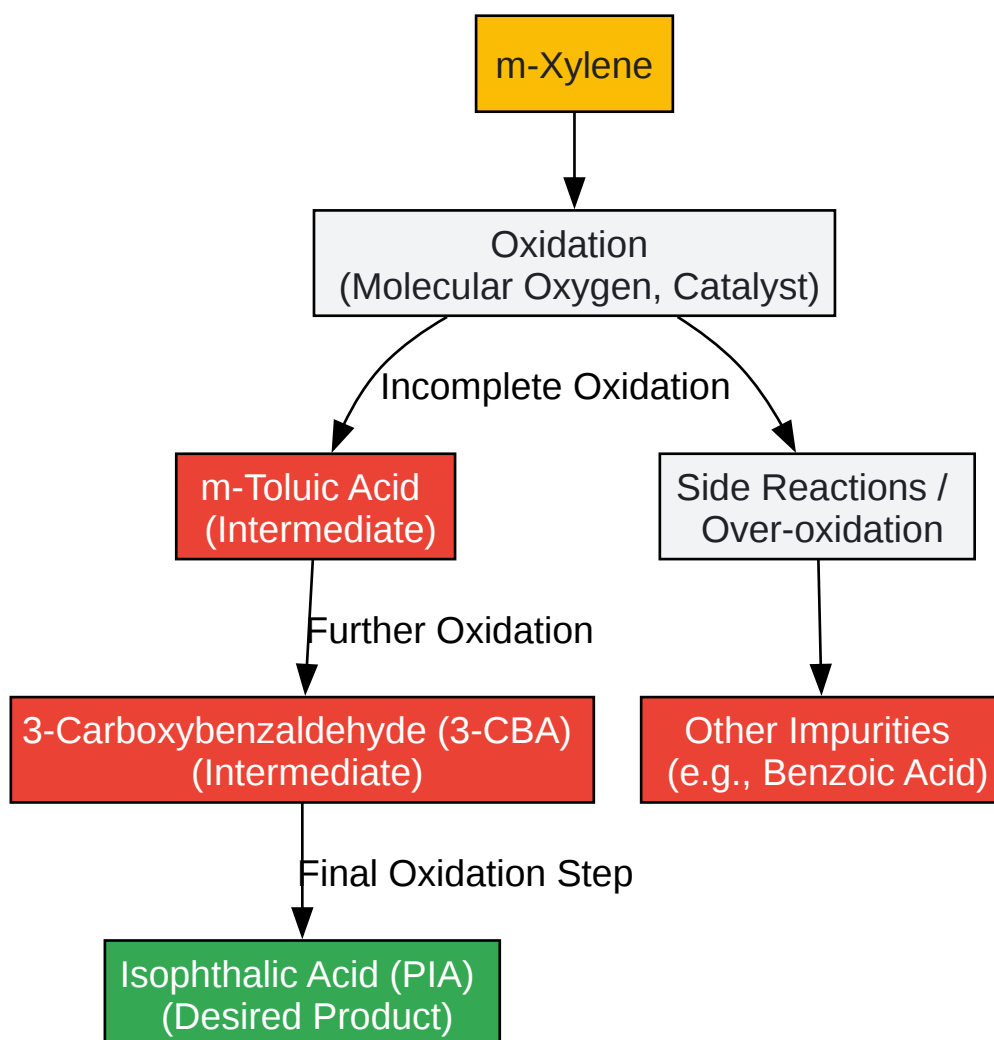 m-Xylene
Oxidation
(Molecular Oxygen, Catalyst)
Incomplete Oxidation
m-Toluic Acid
(Intermediate)
Side Reactions /
Over-oxidation
Further Oxidation
3-Carboxybenzaldehyde (3-CBA)
(Intermediate)
Other Impurities
(e.g., Benzoic Acid)
Final Oxidation Step
Isophthalic Acid (PIA)
(Desired Product)